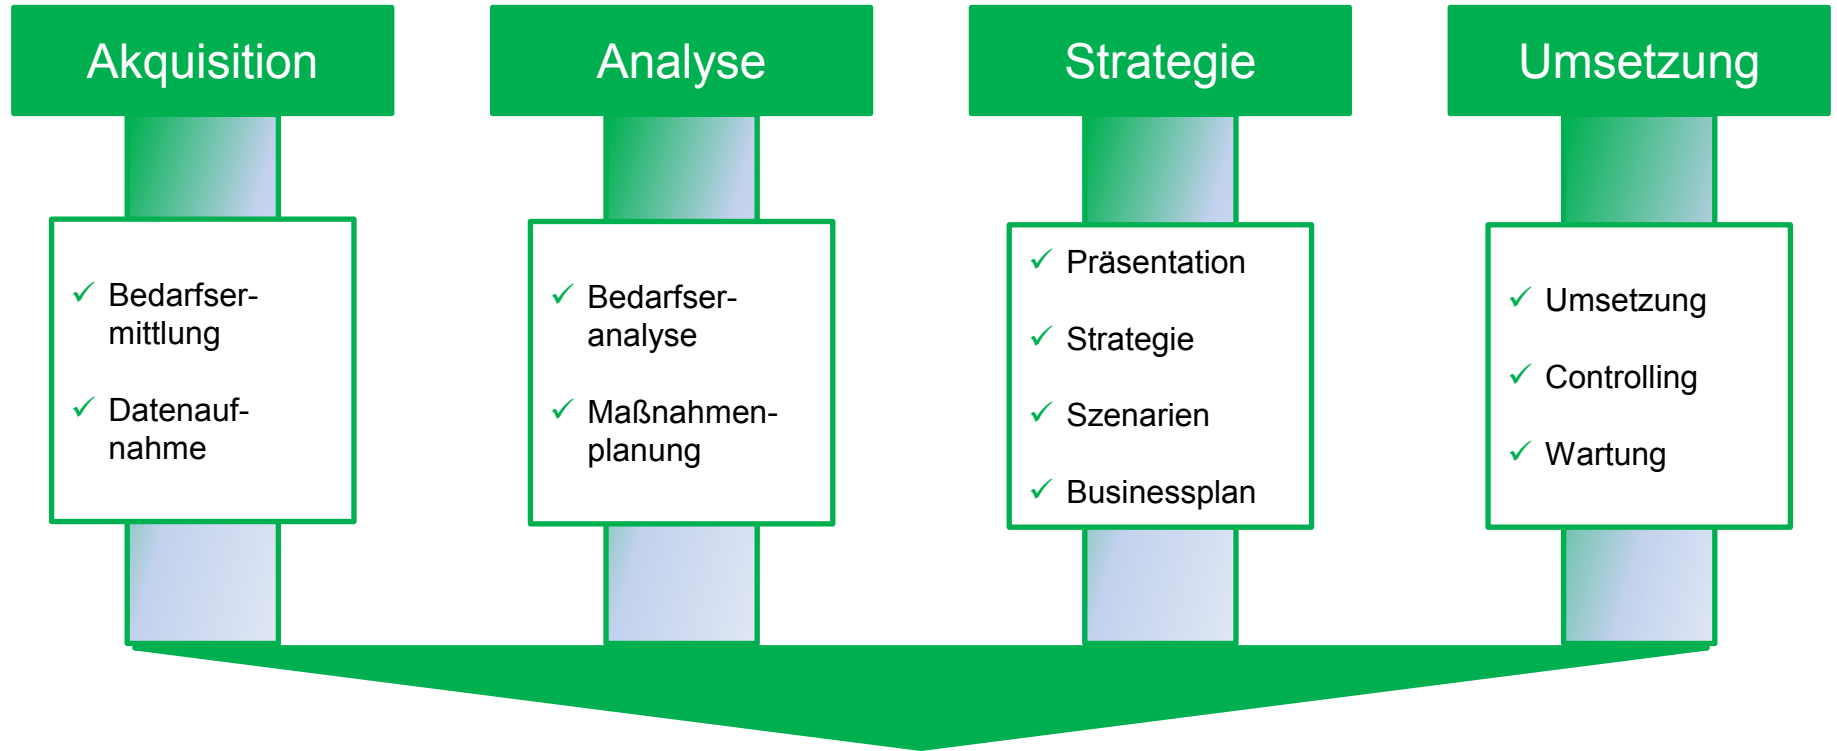 Akquisition
Bedarfser-
mittlung
Datenauf-
nahme
Analyse
Bedarfser-
analyse
Maßnahmen-
planung
Strategie
Präsentation
Strategie
Szenarien
Businessplan
Umsetzung
Umsetzung
Controlling
Wartung